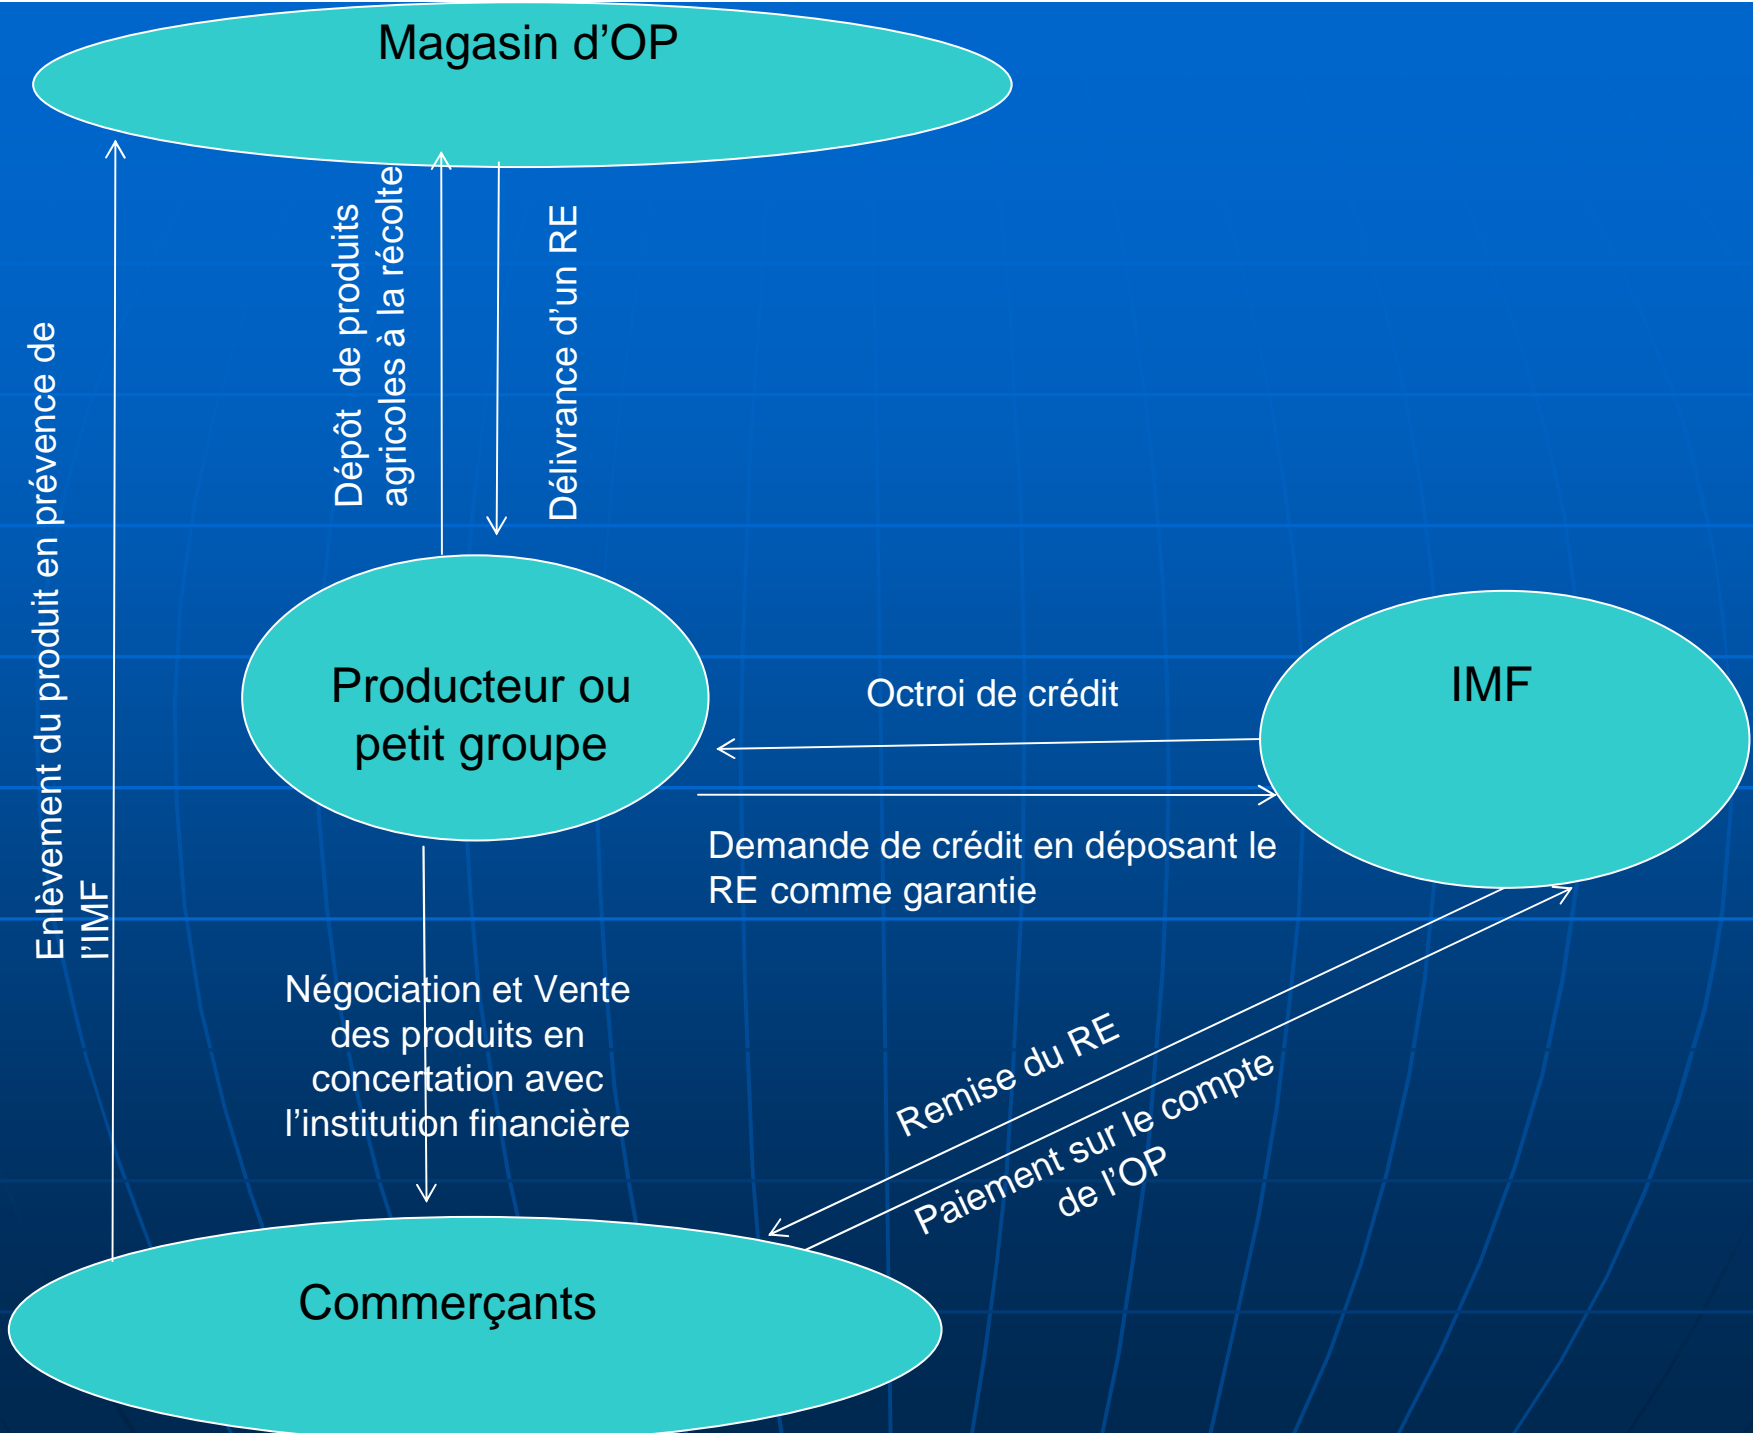 Magasin d’OP
Dépôt de produits
agricoles à la récolte
Délivrance d’un RE
Enlèvement du produit en prévence de
l’IMF
Producteur ou
petit groupe
Octroi de crédit
IMF
Demande de crédit en déposant le
RE comme garantie
Négociation et Vente
des produits en
concertation avec
l’institution financière
Remise du RE
Paiement sur le compte
de l’OP
Commerçants